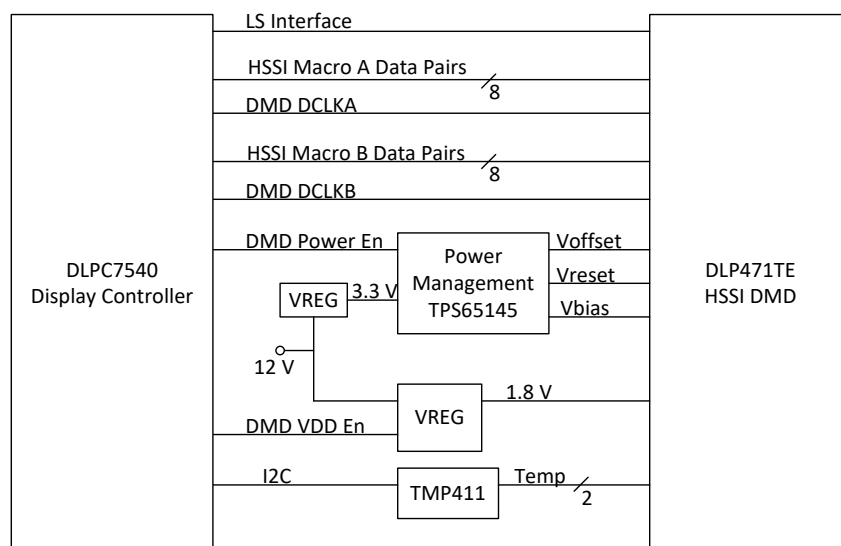 LS Interface
HSSI Macro A Data Pairs
8
DMD DCLKA
HSSI Macro B Data Pairs
8
DMD DCLKB
DMD Power En
Power
Management
TPS65145
Voffset
Vreset
Vbias
DLPC7540
Display Controller
DLP471TE
HSSI DMD
VREG
3.3 V
12 V
1.8 V
VREG
DMD VDD En
I2C
TMP411
Temp
2